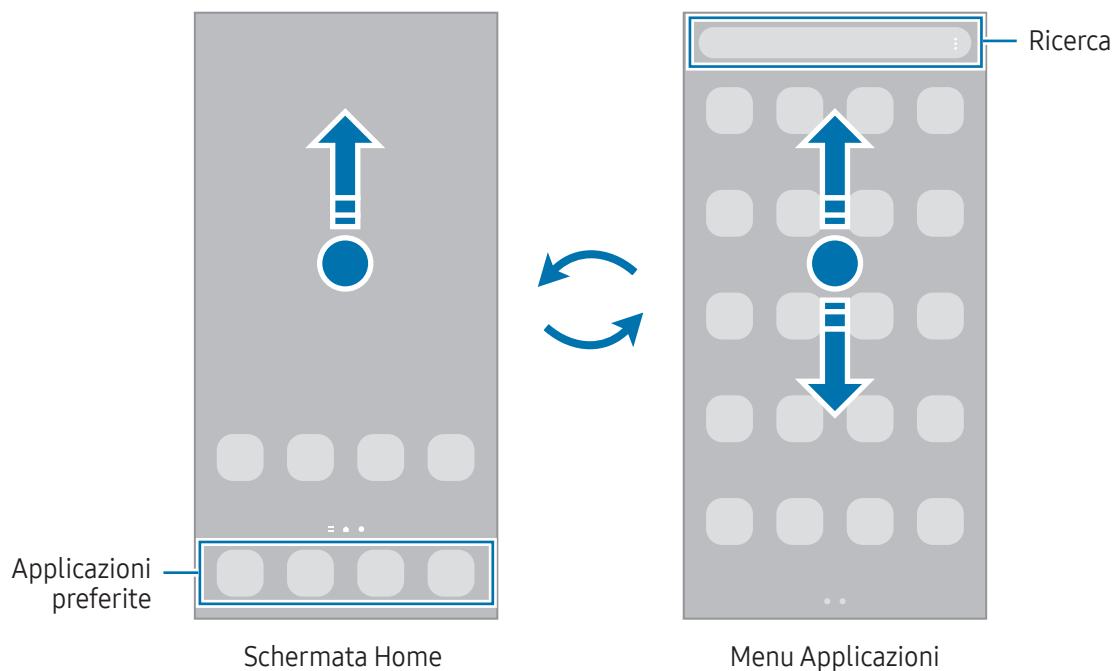 Ricerca
Applicazioni
preferite
Schermata Home
Menu Applicazioni